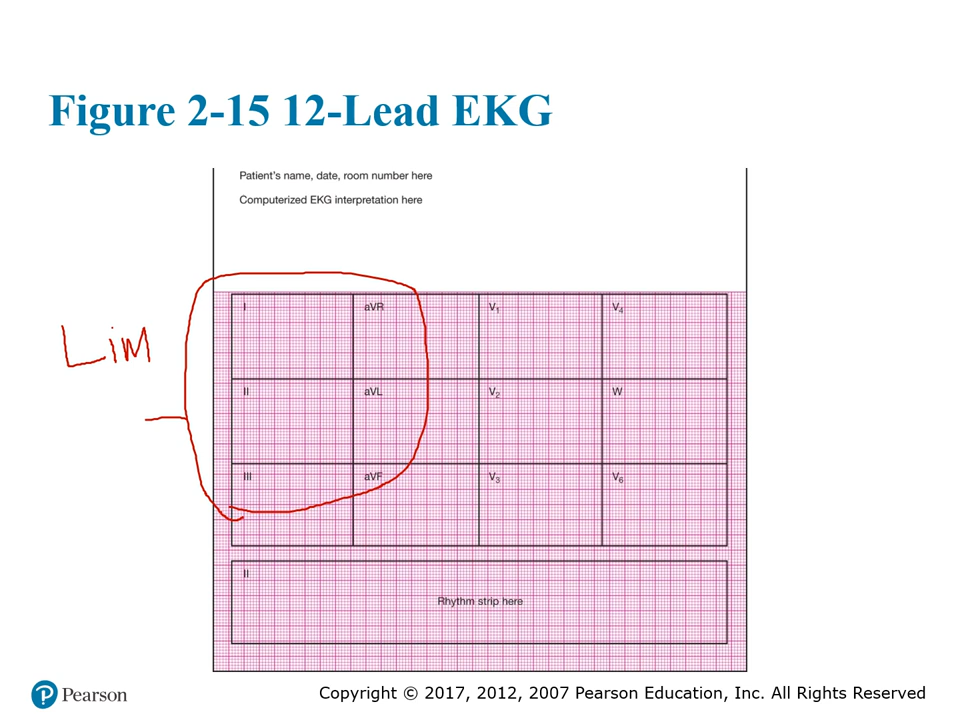 Figure 2-15 12-Lead EKG
Patient's name, date, room number here
Computerized EKG interpretation here
I aVR V1 V4
Lim
II aVL V2 W
III aVF V3 V6
II
Rhythm strip here
P Pearson
Copyright © 2017, 2012, 2007 Pearson Education, Inc. All Rights Reserved